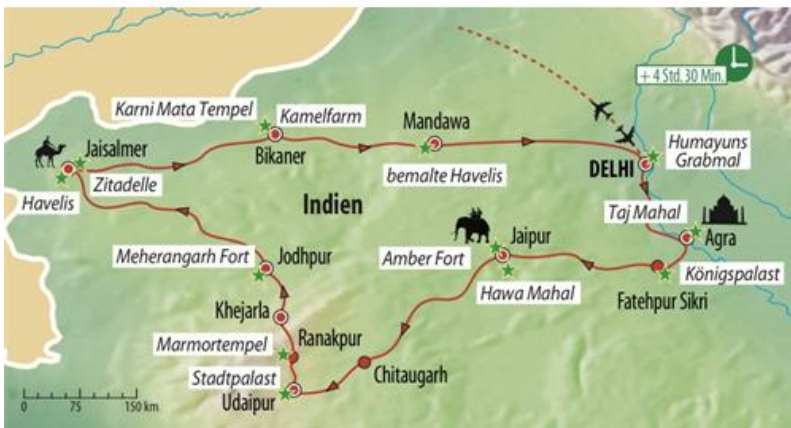 + 4 Std. 30 Min.
Karni Mata Tempel
Kamelfarm
Mandawa
Humayuns
Grabmal
Jaisalmer
Bikaner
DELHI
Zitadelle
bemalte Havelis
Havelis
Indien
Taj Mahal
Jaipur
Agra
Meherangarh Fort
Jodhpur
Amber Fort
Königspalast
Hawa Mahal
Fatehpur Sikri
Khejarla
Ranakpur
Marmortempel
Chitaugarh
Stadtpalast
Udaipur
0 75 150 km